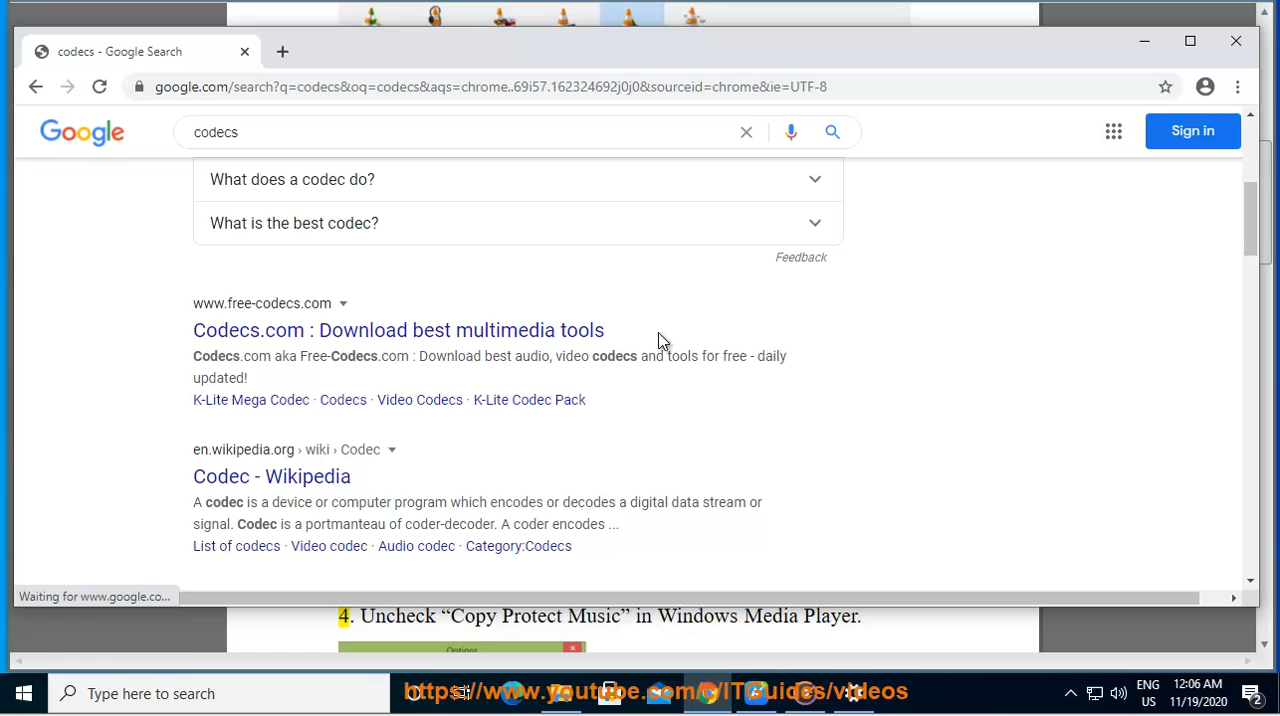 codecs - Google Search
google.com/search?q=codecs&oq=codecs&aqs=chrome..69i57.162324692j0j0&sourceid=chrome&ie=UTF-8
Google
codecs
Sign in
What does a codec do?
What is the best codec?
Feedback
www.free-codecs.com
Codecs.com : Download best multimedia tools
Codecs.com aka Free-Codecs.com : Download best audio, video codecs and tools for free - daily
updated!
K-Lite Mega Codec · Codecs · Video Codecs · K-Lite Codec Pack
en.wikipedia.org › wiki › Codec
Codec - Wikipedia
A codec is a device or computer program which encodes or decodes a digital data stream or
signal. Codec is a portmanteau of coder-decoder. A coder encodes ...
List of codecs · Video codec · Audio codec · Category:Codecs
Waiting for www.google.co...
4. Uncheck “Copy Protect Music” in Windows Media Player.
Options
Type here to search
https://www.youtube.com/c/ITGuides/videos
ENG
US
12:06 AM
11/19/2020
2